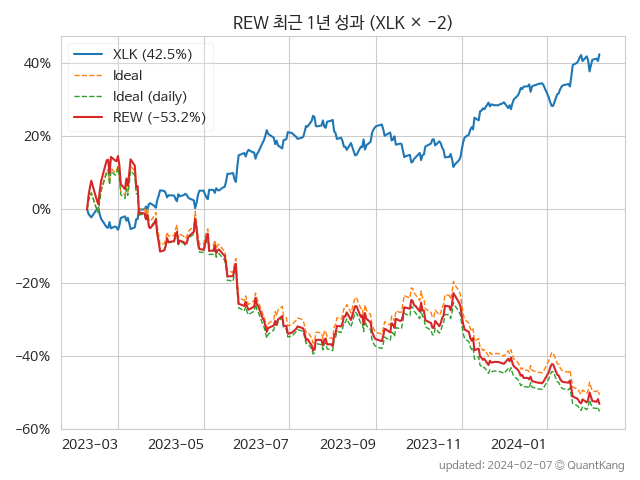 REW 최근 1년 성과 (XLK × −2)
XLK (42.5%)
Ideal
Ideal (daily)
REW (−53.2%)
40%
20%
0%
−20%
−40%
−60%
2023-03 2023-05 2023-07 2023-09 2023-11 2024-01
updated: 2024-02-07 © QuantKang